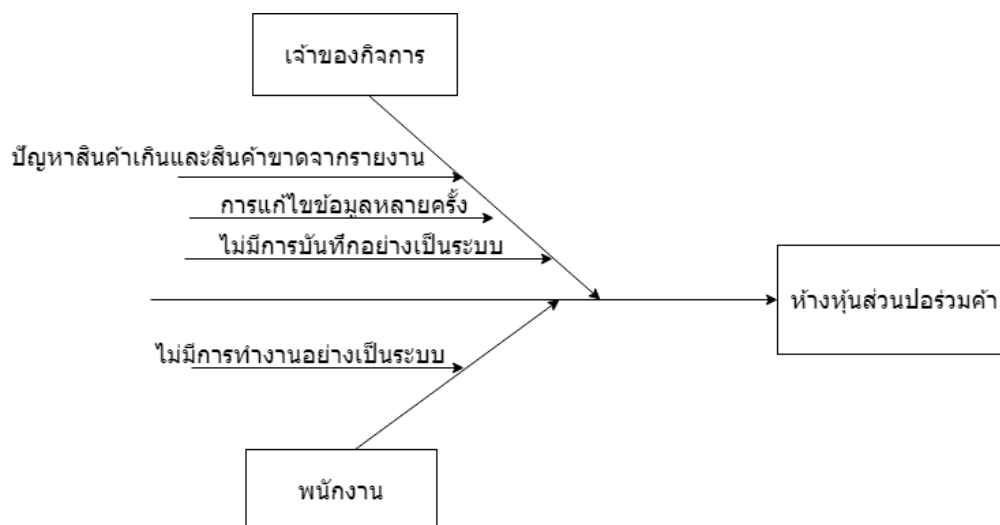 เจ้าของกิจการ
ปัญหาสินค้าเกินและสินค้าขาดจากรายงาน
การแก้ไขข้อมูลหลายครั้ง
ไม่มีการบันทึกอย่างเป็นระบบ
ห้างหุ้นส่วนปอร่วมค้า
ไม่มีการทำงานอย่างเป็นระบบ
พนักงาน